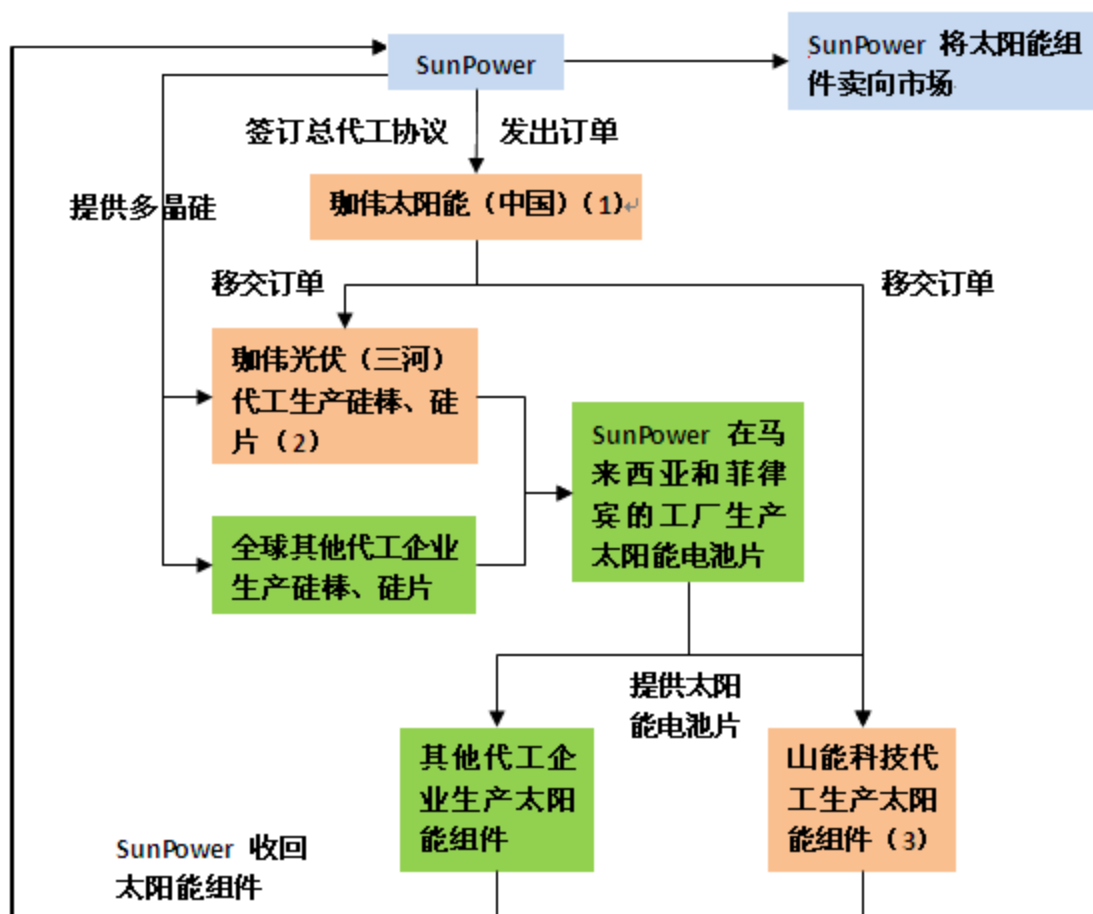 SunPower
SunPower 将太阳能组
件卖向市场
签订总代工协议
发出订单
提供多晶硅
珈伟太阳能（中国）（1）↵
移交订单
移交订单
珈伟光伏（三河）
代工生产硅棒、硅
片（2）
SunPower 在马
来西亚和菲律
宾的工厂生产
太阳能电池片
全球其他代工企业
生产硅棒、硅片
提供太阳
能电池片
其他代工企
业生产太阳
能组件
山能科技代
工生产太阳
能组件（3）
SunPower 收回
太阳能组件